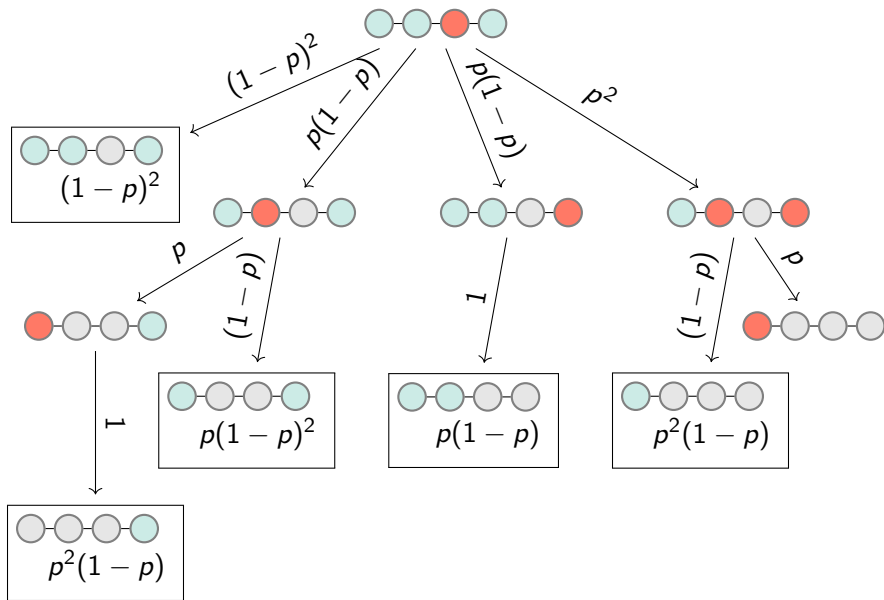 (1 − p)²
p(1 − p)
p(1 − p)
p²
(1 − p)²
p
(1 − p)
1
(1 − p)
p
1
p(1 − p)²
p(1 − p)
p²(1 − p)
p²(1 − p)